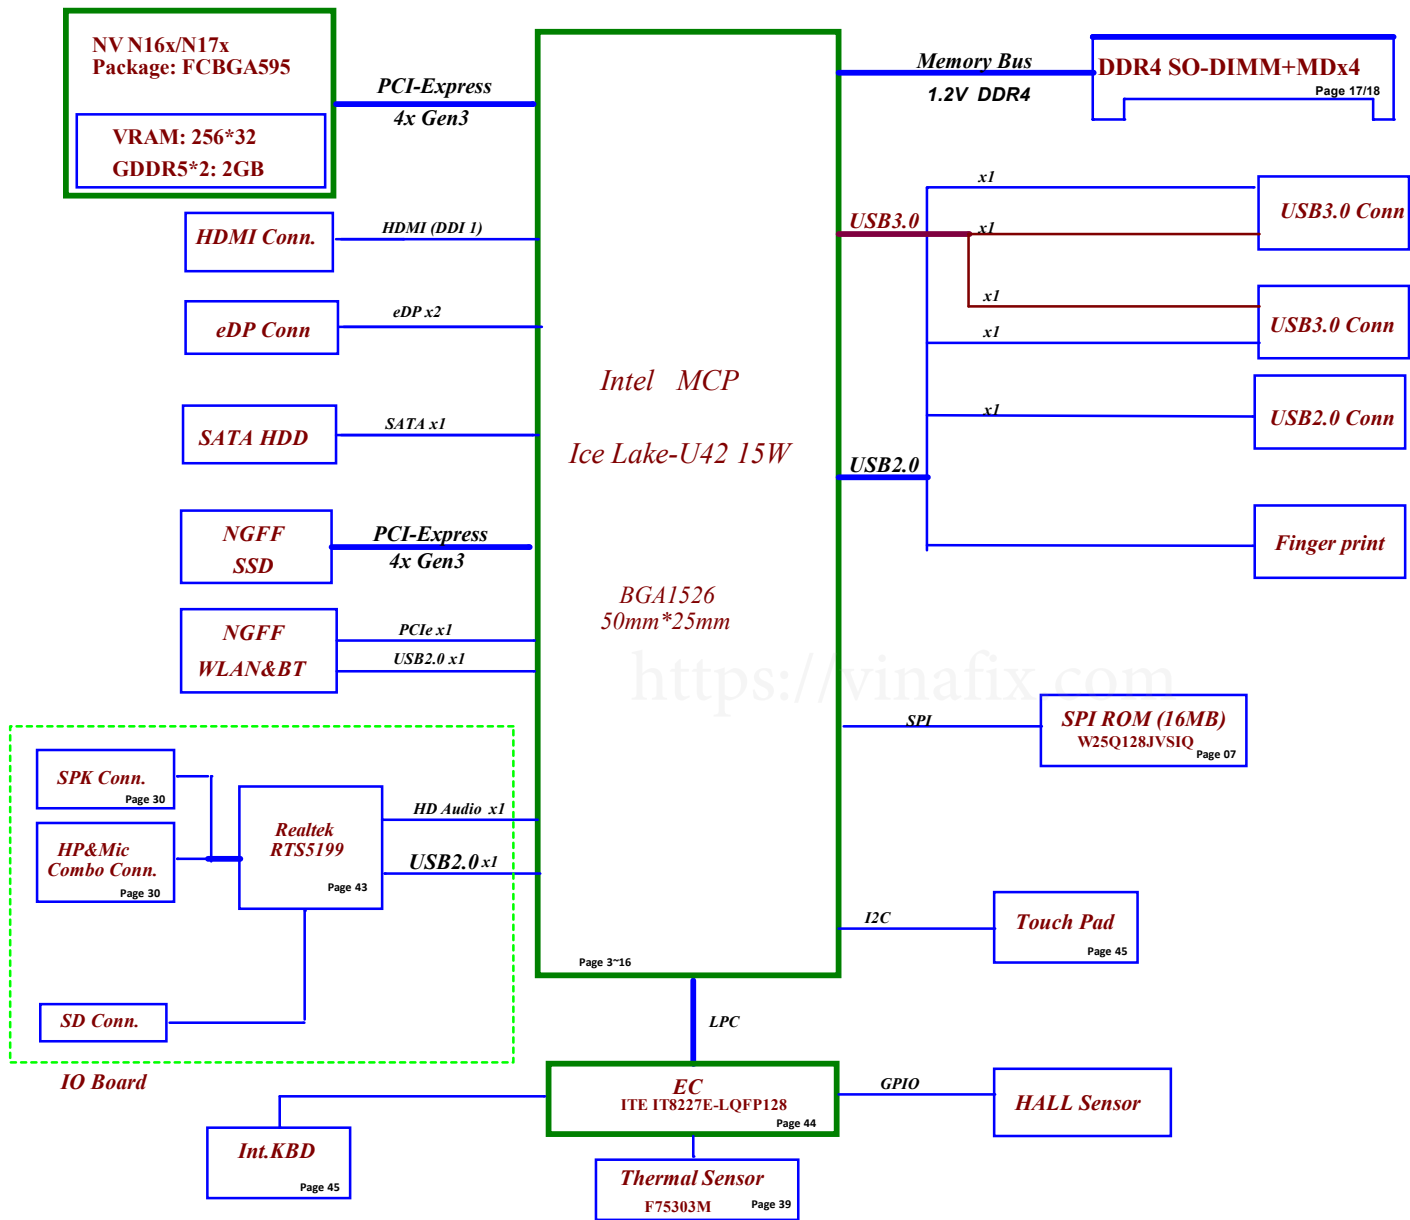 NV N16x/N17x
Package: FCBGA595
VRAM: 256*32
GDDR5*2: 2GB
PCI-Express
4x Gen3
Memory Bus
1.2V DDR4
DDR4 SO-DIMM+MDx4
Page 17/18
HDMI Conn.
HDMI (DDI 1)
eDP Conn
eDP x2
SATA HDD
SATA x1
NGFF
SSD
PCI-Express
4x Gen3
NGFF
WLAN&BT
PCIe x1
USB2.0 x1
Intel MCP
Ice Lake-U42 15W
BGA1526
50mm*25mm
Page 3~16
USB3.0
x1
x1
USB3.0 Conn
x1
x1
USB3.0 Conn
x1
USB2.0 Conn
USB2.0
Finger print
https://vinafix.com
SPI
SPI ROM (16MB)
W25Q128JVSIQ
Page 07
SPK Conn.
Page 30
HP&Mic
Combo Conn.
Page 30
Realtek
RTS5199
Page 43
HD Audio x1
USB2.0 x1
SD Conn.
IO Board
I2C
Touch Pad
Page 45
LPC
EC
ITE IT8227E-LQFP128
Page 44
GPIO
HALL Sensor
Int.KBD
Page 45
Thermal Sensor
F75303M
Page 39